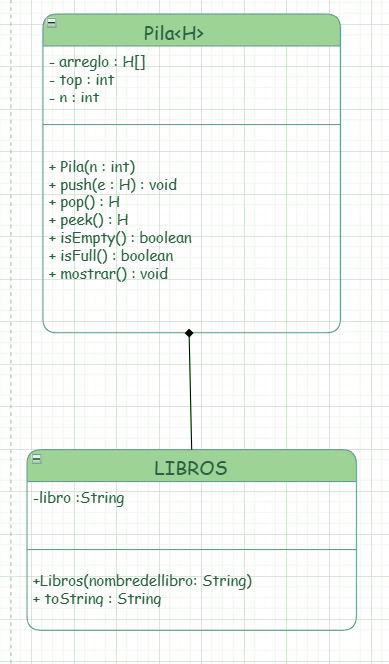 Pila<H>
- arreglo : H[]
- top : int
- n : int
+ Pila(n : int)
+ push(e : H) : void
+ pop() : H
+ peek() : H
+ isEmpty() : boolean
+ isFull() : boolean
+ mostrar() : void
LIBROS
-libro :String
+Libros(nombredellibro: String)
+ toString : String